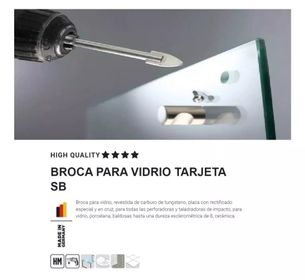 HIGH QUALITY
BROCA PARA VIDRIO TARJETA
SB
Broca para vidrio, revestida de carburo de tungsteno, placa con rectificado
especial y en cruz, para todas las perforadoras y taladradoras de impacto, para
vidrio, porcelana, baldosas hasta una dureza esclerométrica de 8, cerámica.
MADE IN
GERMANY
HM